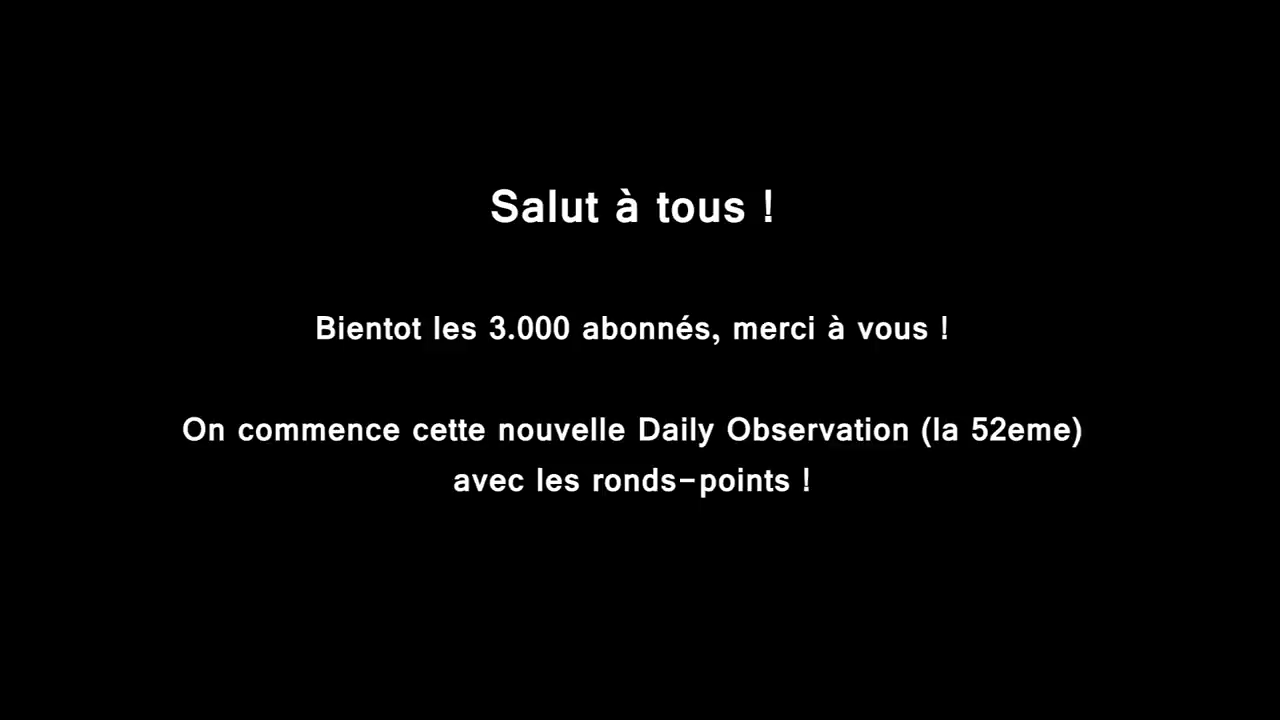 Salut à tous !
Bientot les 3.000 abonnés, merci à vous !
On commence cette nouvelle Daily Observation (la 52eme)
avec les ronds-points !